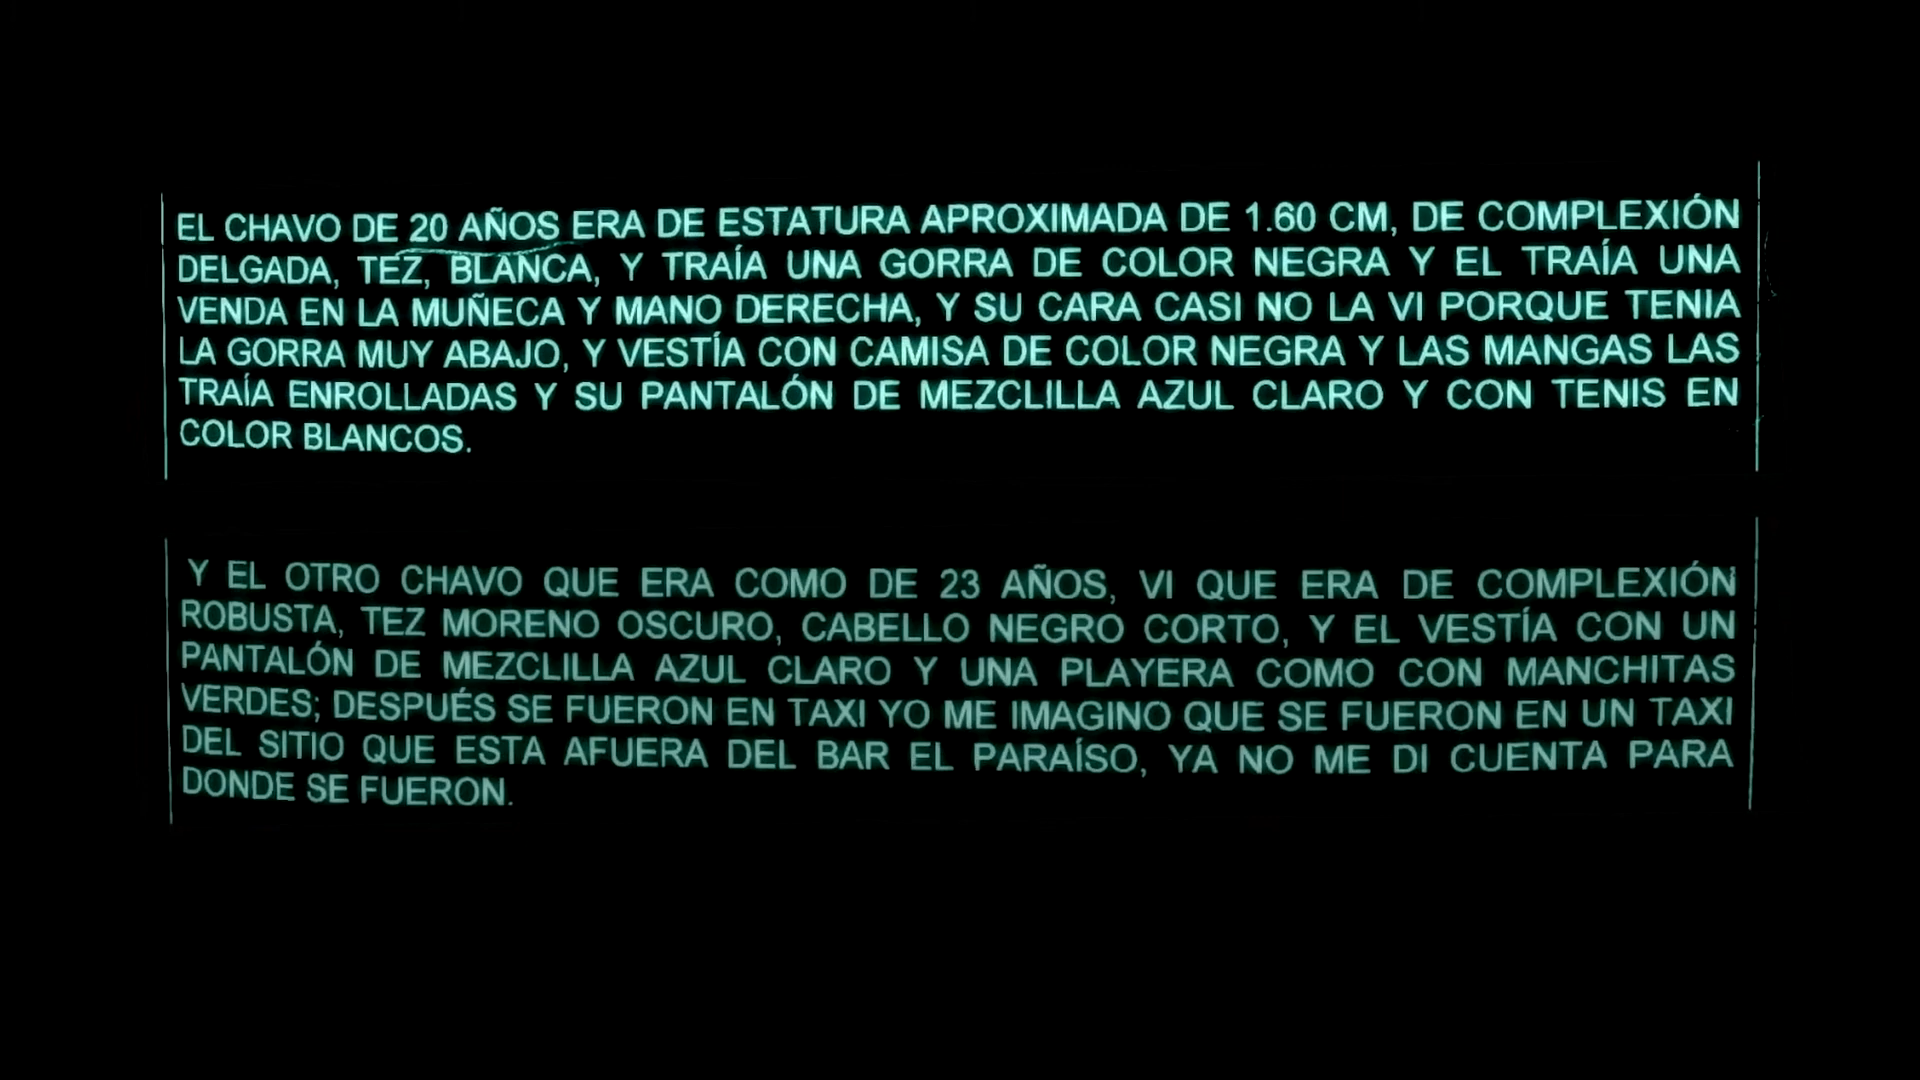 EL CHAVO DE 20 AÑOS ERA DE ESTATURA APROXIMADA DE 1.60 CM, DE COMPLEXIÓN
DELGADA, TEZ, BLANCA, Y TRAÍA UNA GORRA DE COLOR NEGRA Y EL TRAÍA UNA
VENDA EN LA MUÑECA Y MANO DERECHA, Y SU CARA CASI NO LA VI PORQUE TENIA
LA GORRA MUY ABAJO, Y VESTÍA CON CAMISA DE COLOR NEGRA Y LAS MANGAS LAS
TRAÍA ENROLLADAS Y SU PANTALÓN DE MEZCLILLA AZUL CLARO Y CON TENIS EN
COLOR BLANCOS.
Y EL OTRO CHAVO QUE ERA COMO DE 23 AÑOS, VI QUE ERA DE COMPLEXIÓN
ROBUSTA, TEZ MORENO OSCURO, CABELLO NEGRO CORTO, Y EL VESTÍA CON UN
PANTALÓN DE MEZCLILLA AZUL CLARO Y UNA PLAYERA COMO CON MANCHITAS
VERDES; DESPUÉS SE FUERON EN TAXI YO ME IMAGINO QUE SE FUERON EN UN TAXI
DEL SITIO QUE ESTA AFUERA DEL BAR EL PARAÍSO, YA NO ME DI CUENTA PARA
DONDE SE FUERON.